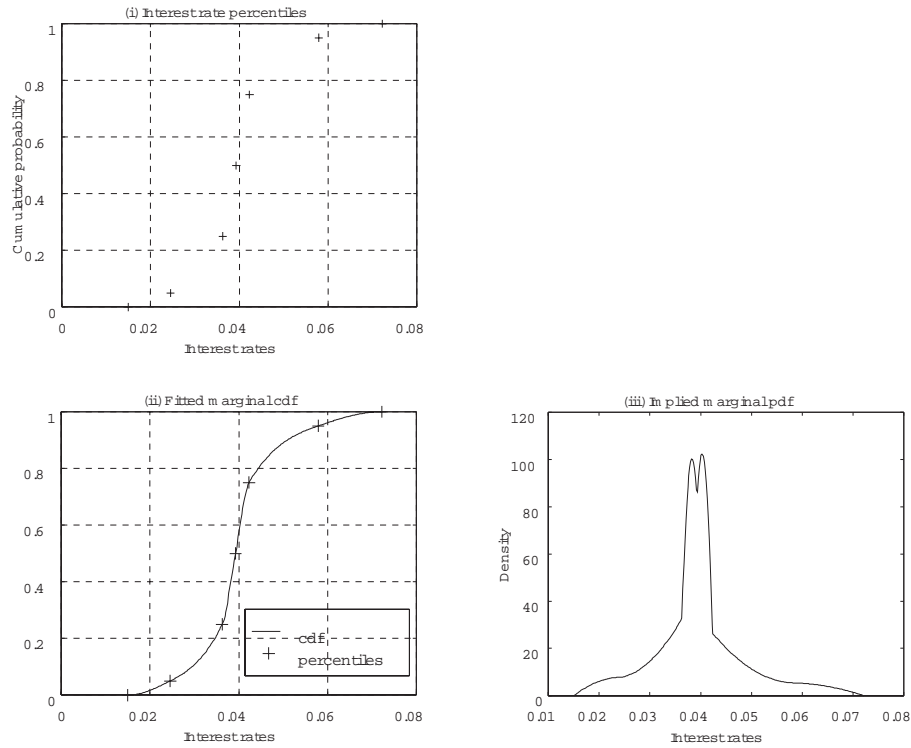 (i) Interest rate percentiles
1
0.8
0.6
0.4
0.2
0
Cumulative probability
0 0.02 0.04 0.06 0.08
Interest rates
(ii) Fitted marginal cdf
1
0.8
0.6
0.4
0.2
0
cdf
percentiles
0 0.02 0.04 0.06 0.08
Interest rates
(iii) Implied marginal pdf
120
100
80
60
40
20
0
Density
0.01 0.02 0.03 0.04 0.05 0.06 0.07 0.08
Interest rates